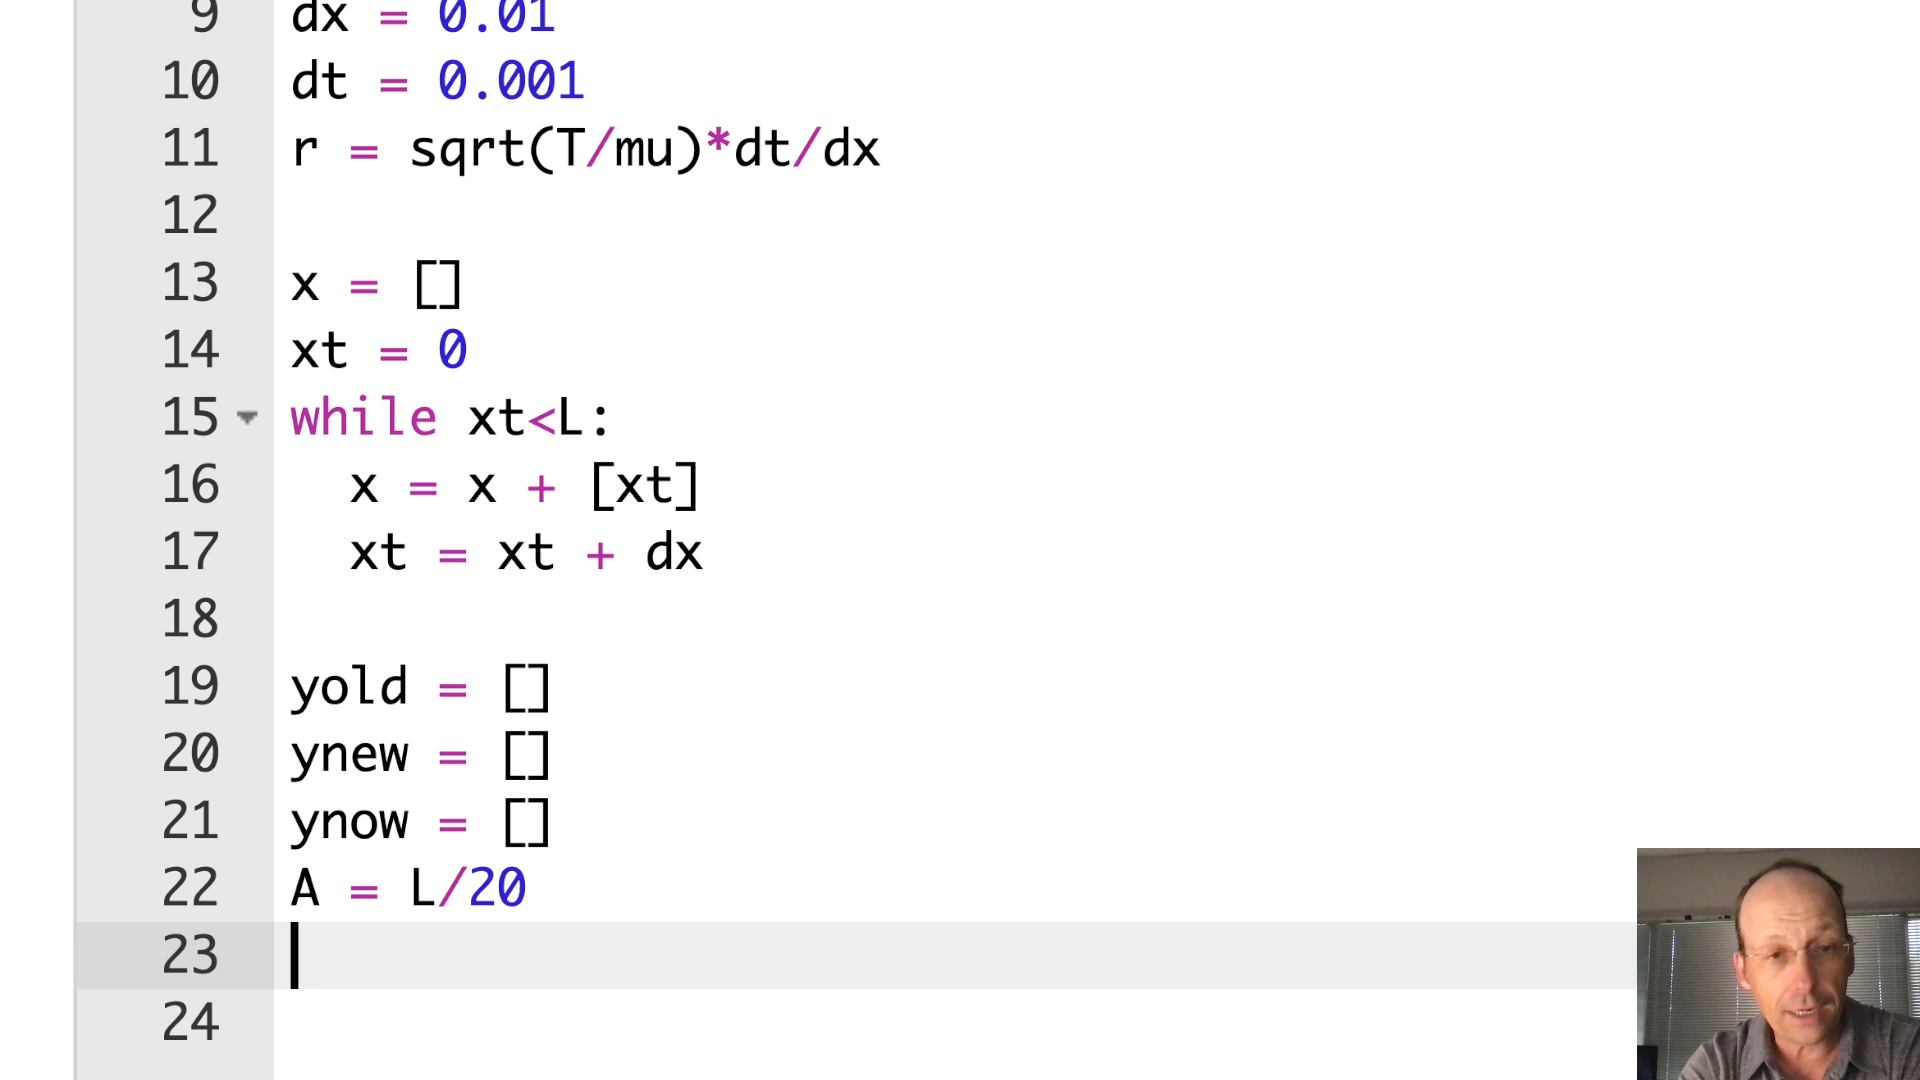 9 dx = 0.01
10 dt = 0.001
11 r = sqrt(T/mu)*dt/dx
12
13 x = []
14 xt = 0
15 while xt<L:
16   x = x + [xt]
17   xt = xt + dx
18
19 yold = []
20 ynew = []
21 ynow = []
22 A = L/20
23
24